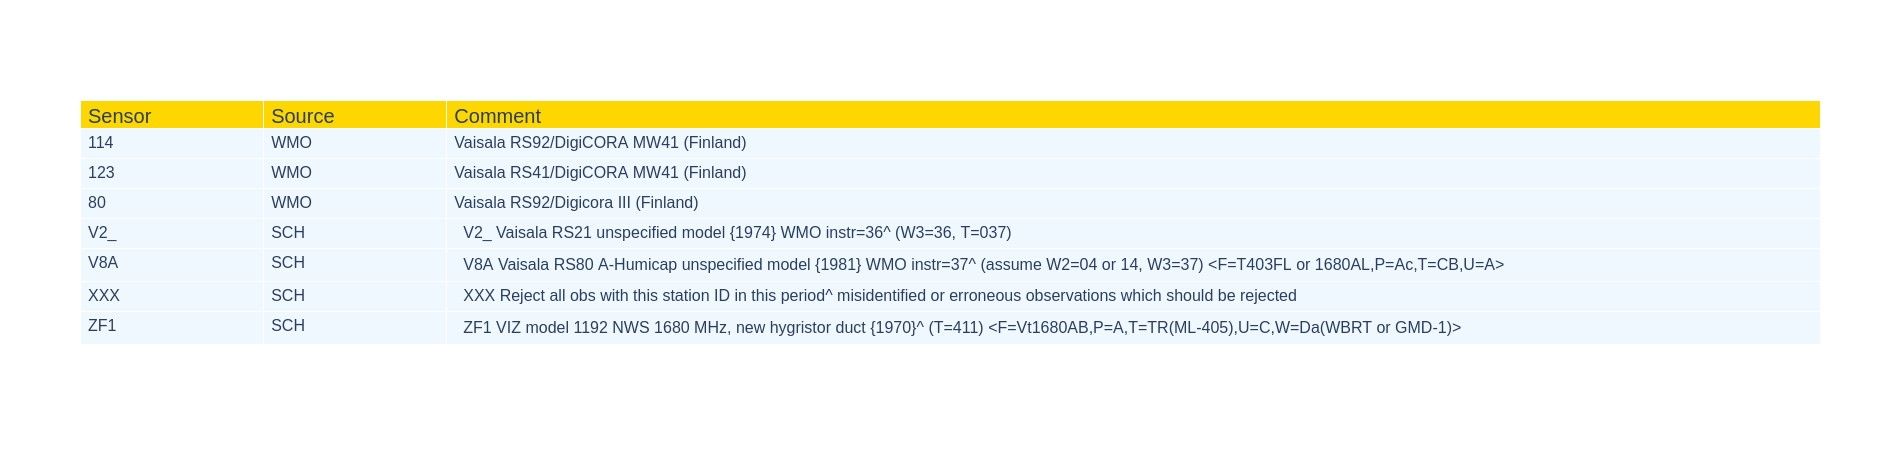 Sensor Source Comment
114 WMO Vaisala RS92/DigiCORA MW41 (Finland)
123 WMO Vaisala RS41/DigiCORA MW41 (Finland)
80 WMO Vaisala RS92/Digicora III (Finland)
V2_ SCH V2_ Vaisala RS21 unspecified model {1974} WMO instr=36^ (W3=36, T=037)
V8A SCH V8A Vaisala RS80 A-Humicap unspecified model {1981} WMO instr=37^ (assume W2=04 or 14, W3=37) <F=T403FL or 1680AL,P=Ac,T=CB,U=A>
XXX SCH XXX Reject all obs with this station ID in this period^ misidentified or erroneous observations which should be rejected
ZF1 SCH ZF1 VIZ model 1192 NWS 1680 MHz, new hygristor duct {1970}^ (T=411) <F=Vt1680AB,P=A,T=TR(ML-405),U=C,W=Da(WBRT or GMD-1)>